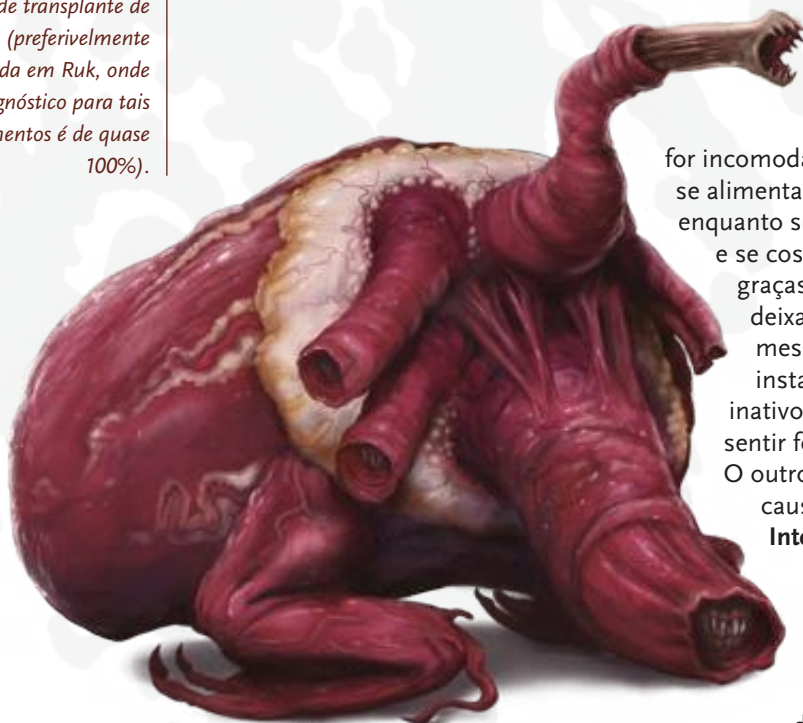 de transplante de
(preferivelmente
da em Ruk, onde
gnóstico para tais
mentos é de quase
100%).
for incomoda
se alimenta
enquanto s
e se cos
graças
deixa
mes
insta
inativo
sentir fo
O outro
caus
Inte